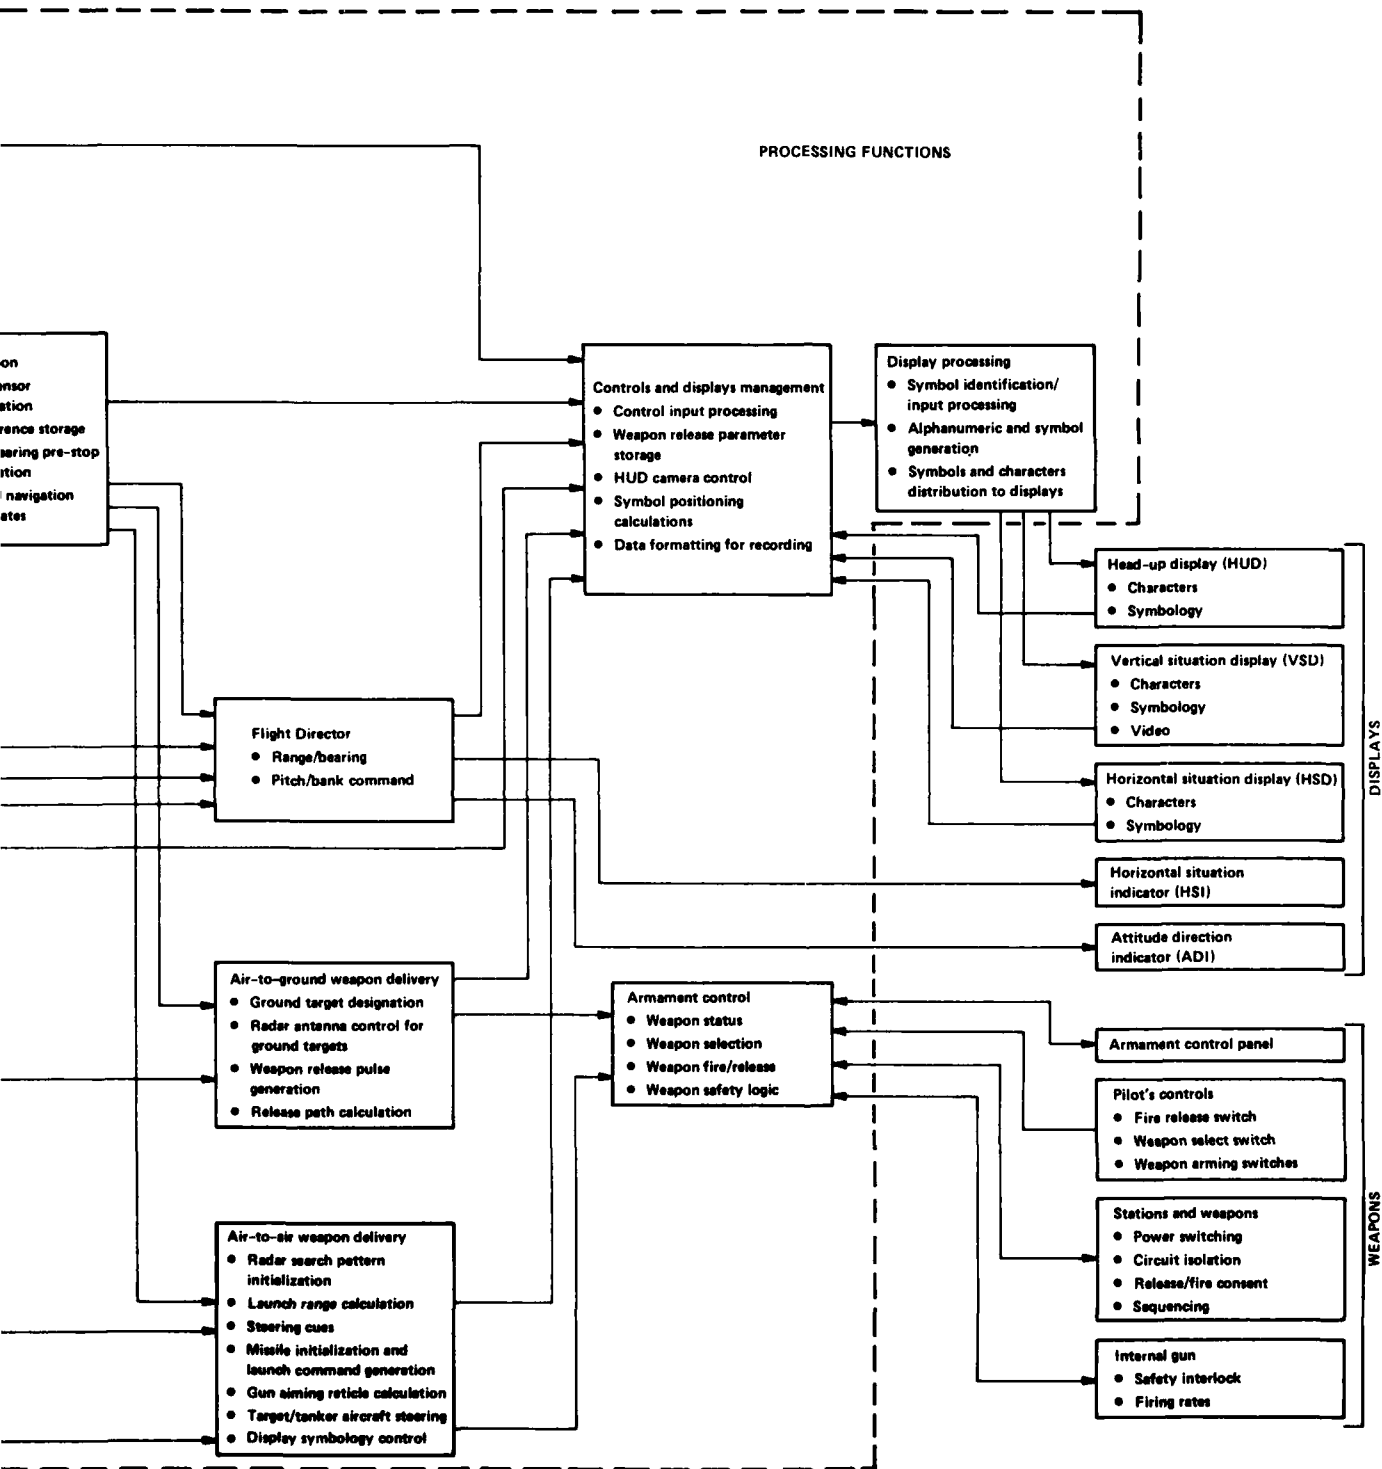 PROCESSING FUNCTIONS
on
ensor
ation
rence storage
earing pre-stop
ition
navigation
ates
Controls and displays management
● Control input processing
● Weapon release parameter
storage
● HUD camera control
● Symbol positioning
calculations
● Data formatting for recording
Display processing
● Symbol identification/
input processing
● Alphanumeric and symbol
generation
● Symbols and characters
distribution to displays
Head-up display (HUD)
● Characters
● Symbology
Vertical situation display (VSD)
● Characters
● Symbology
● Video
Horizontal situation display (HSD)
● Characters
● Symbology
Horizontal situation
indicator (HSI)
Attitude direction
indicator (ADI)
DISPLAYS
Flight Director
● Range/bearing
● Pitch/bank command
Air-to-ground weapon delivery
● Ground target designation
● Radar antenna control for
ground targets
● Weapon release pulse
generation
● Release path calculation
Armament control
● Weapon status
● Weapon selection
● Weapon fire/release
● Weapon safety logic
Armament control panel
Pilot's controls
● Fire release switch
● Weapon select switch
● Weapon arming switches
Stations and weapons
● Power switching
● Circuit isolation
● Release/fire consent
● Sequencing
Internal gun
● Safety interlock
● Firing rates
WEAPONS
Air-to-air weapon delivery
● Radar search pattern
initialization
● Launch range calculation
● Steering cues
● Missile initialization and
launch command generation
● Gun aiming reticle calculation
● Target/tanker aircraft steering
● Display symbology control